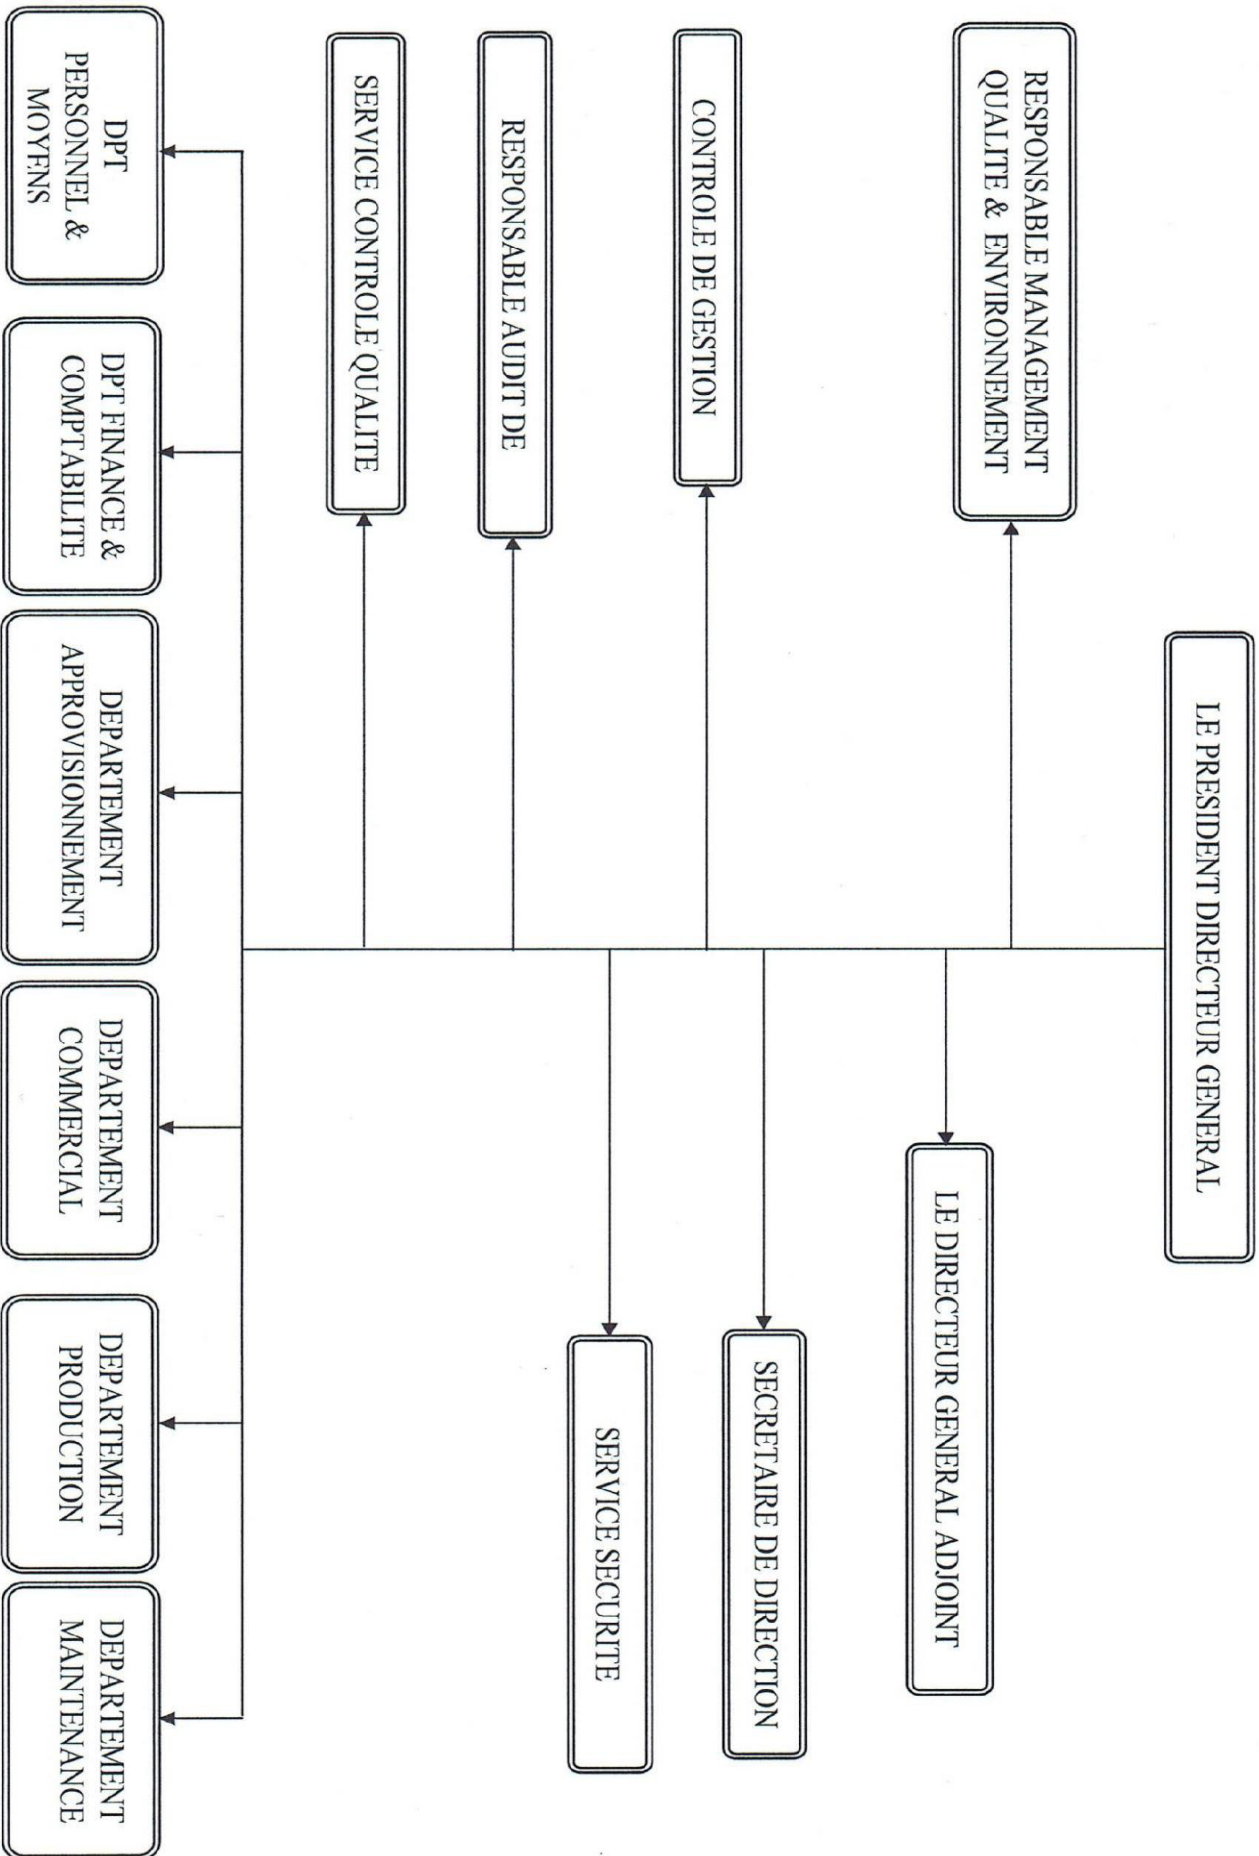 LE PRESIDENT DIRECTEUR GENERAL
RESPONSABLE MANAGEMENT
QUALITE & ENVIRONNEMENT
LE DIRECTEUR GENERAL ADJOINT
SECRETAIRE DE DIRECTION
CONTROLE DE GESTION
SERVICE SECURITE
RESPONSABLE AUDIT DE
SERVICE CONTROLE QUALITE
DPT
PERSONNEL &
MOYENS
DPT FINANCE &
COMPTABILITE
DEPARTEMENT
APPROVISIONNEMENT
DEPARTEMENT
COMMERCIAL
DEPARTEMENT
PRODUCTION
DEPARTEMENT
MAINTENANCE